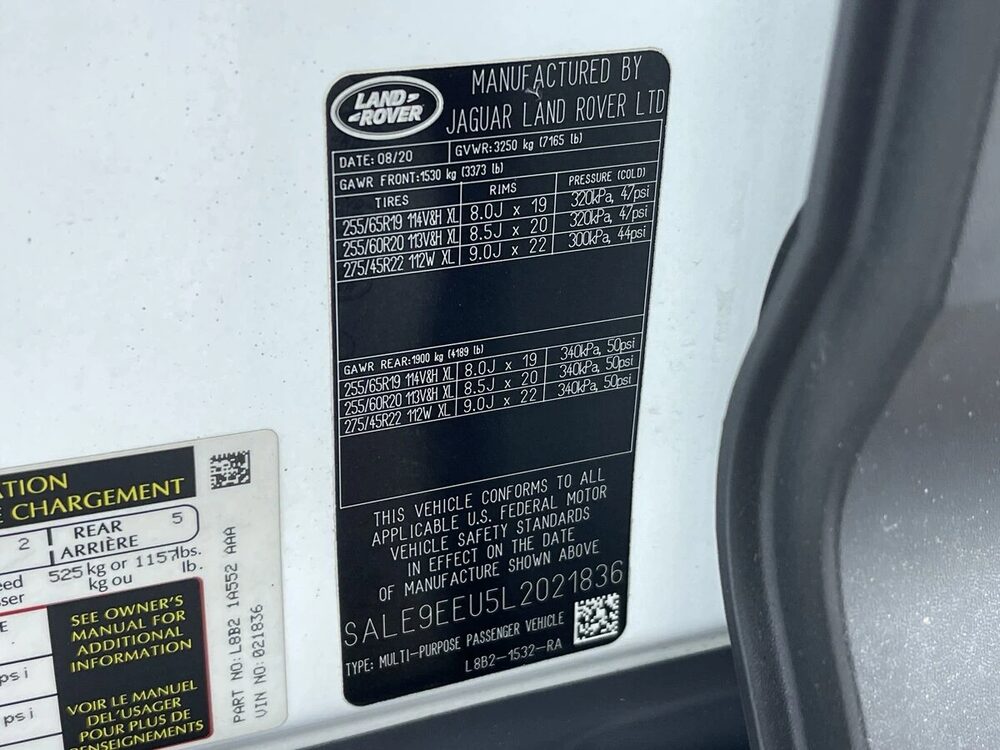 LAND ROVER
MANUFACTURED BY
JAGUAR LAND ROVER LTD
DATE: 08/20 GVWR: 3250 kg (7165 lb)
GAWR FRONT: 1530 kg (3373 lb)
TIRES RIMS PRESSURE (COLD)
255/65R19 114V&H XL 8.0J x 19 320kPa, 47psi
255/60R20 113V&H XL 8.5J x 20 320kPa, 47psi
275/45R22 112W XL 9.0J x 22 300kPa, 44psi
GAWR REAR: 1900 kg (4189 lb)
255/65R19 114V&H XL 8.0J x 19 340kPa, 50psi
255/60R20 113V&H XL 8.5J x 20 340kPa, 50psi
275/45R22 112W XL 9.0J x 22 340kPa, 50psi
THIS VEHICLE CONFORMS TO ALL
APPLICABLE U.S. FEDERAL MOTOR
VEHICLE SAFETY STANDARDS
IN EFFECT ON THE DATE
OF MANUFACTURE SHOWN ABOVE
SALE9EEU5L2021836
TYPE: MULTI-PURPOSE PASSENGER VEHICLE
L8B2-1532-RA
CHARGEMENT
2 REAR 5
ARRIÈRE
525 kg or 1157 lbs.
kg ou lb.
SEE OWNER'S
MANUAL FOR
ADDITIONAL
INFORMATION
psi
psi
VOIR LE MANUEL
DEL'USAGER
POUR PLUS DE
PART NO: L8B2 1A552 AAA
VIN NO: 021836